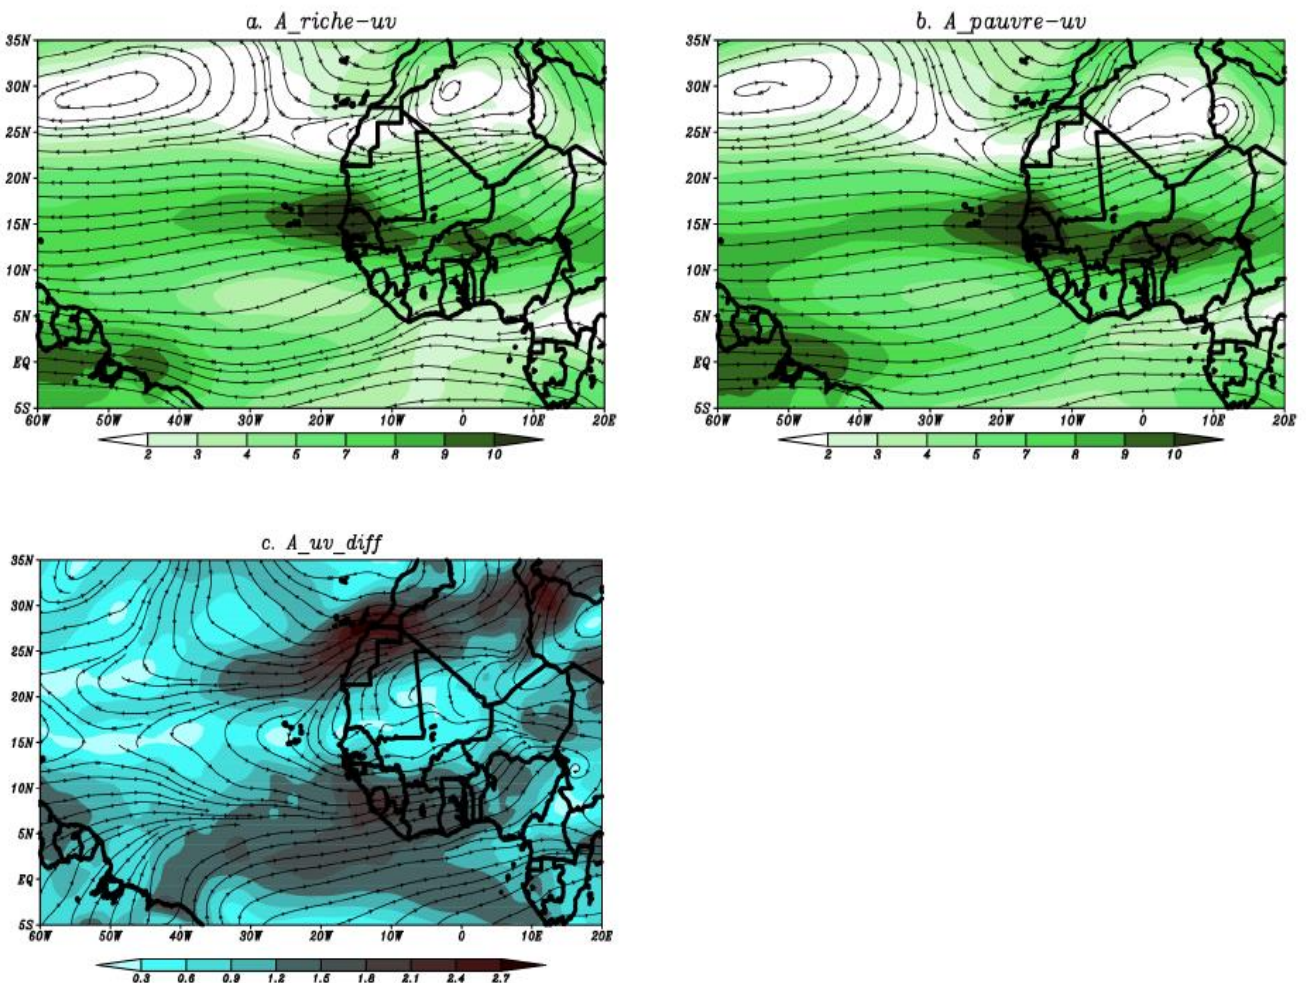 a. A_riche-uv
35N
30N
25N
20N
15N
10N
5N
EQ
5S
60W 50W 40W 30W 20W 10W 0 10E 20E
2 3 4 5 7 8 9 10
b. A_pauvre-uv
35N
30N
25N
20N
15N
10N
5N
EQ
5S
60W 50W 40W 30W 20W 10W 0 10E 20E
2 3 4 5 7 8 9 10
c. A_uv_diff
35N
30N
25N
20N
15N
10N
5N
EQ
5S
60W 50W 40W 30W 20W 10W 0 10E 20E
0.3 0.6 0.9 1.2 1.5 1.8 2.1 2.4 2.7